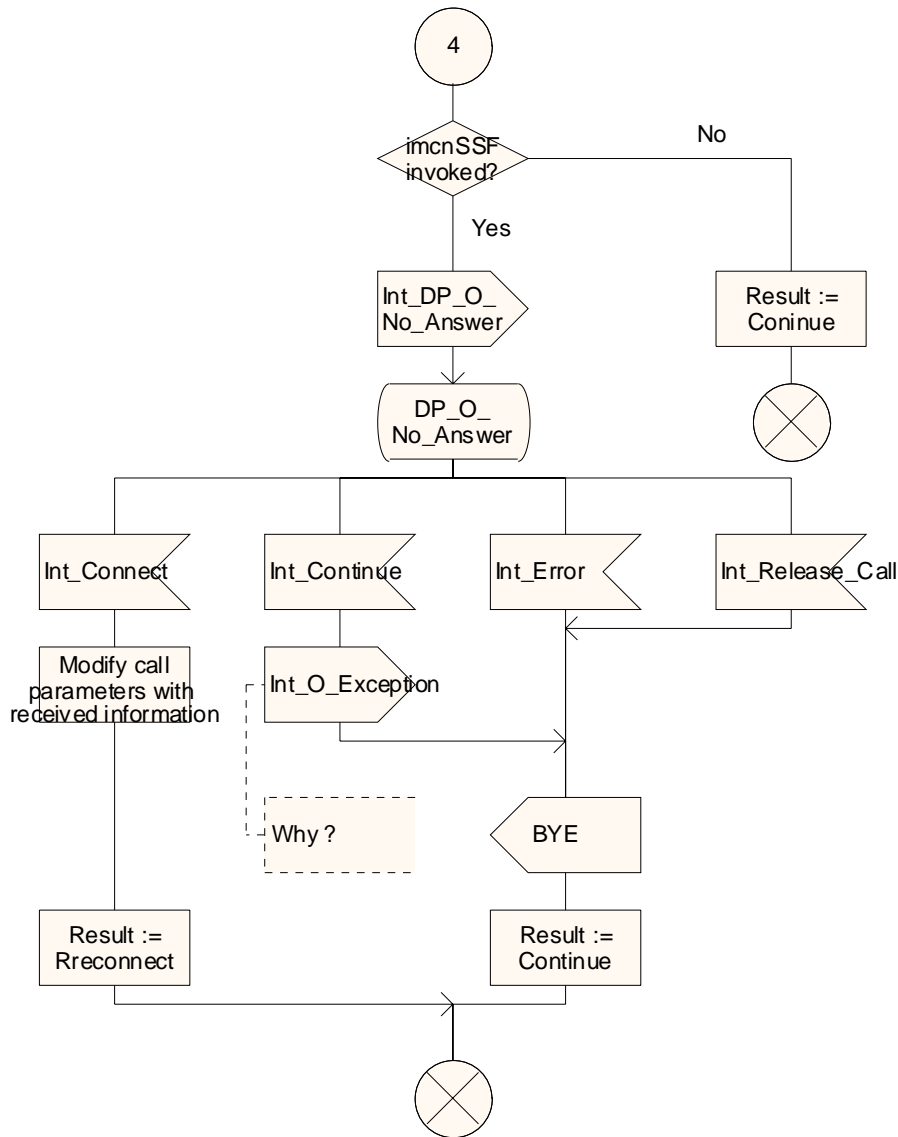 4
imcnSSF
invoked?
No
Yes
Int_DP_O_
No_Answer
Result :=
Coninue
DP_O_
No_Answer
Int_Connect
Int_Continue
Int_Error
Int_Release_Call
Modify call
parameters with
received information
Int_O_Exception
Why ?
BYE
Result :=
Rreconnect
Result :=
Continue